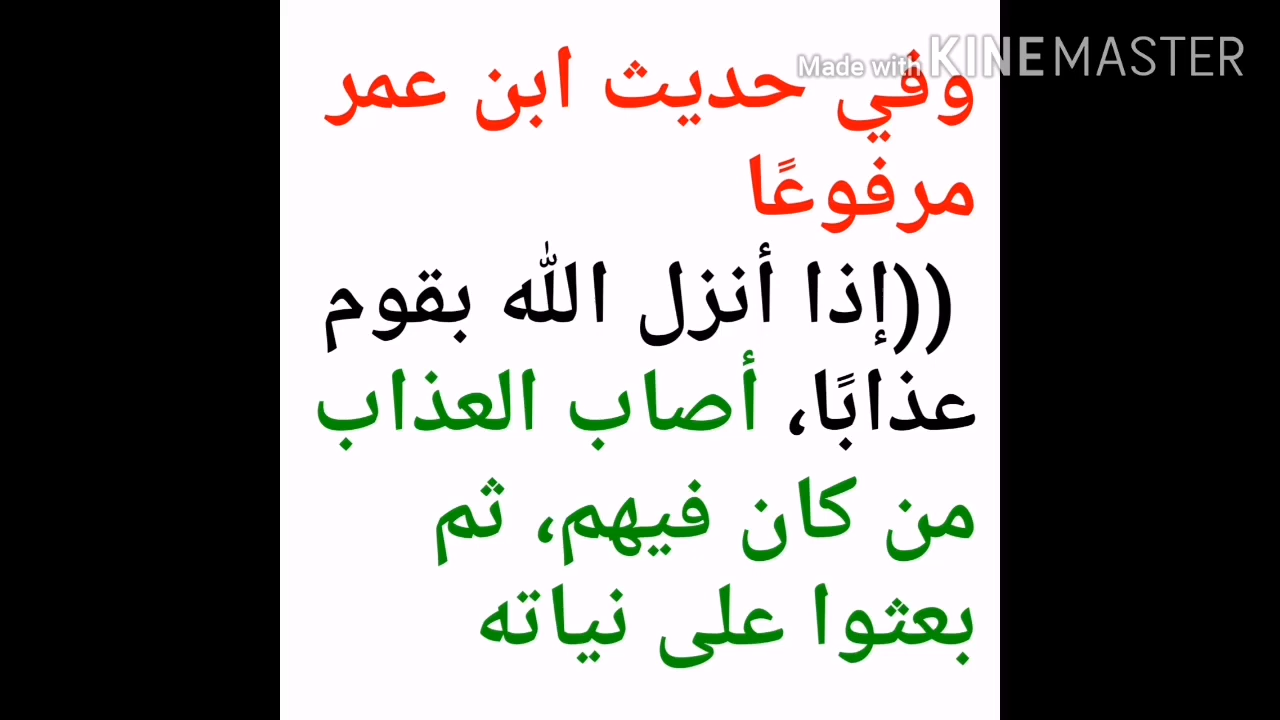 Made with KINEMASTER
وفي حديث ابن عمر
مرفوعًا
((إذا أنزل الله بقوم
عذابًا، أصاب العذاب
من كان فيهم، ثم
بعثوا على نياته